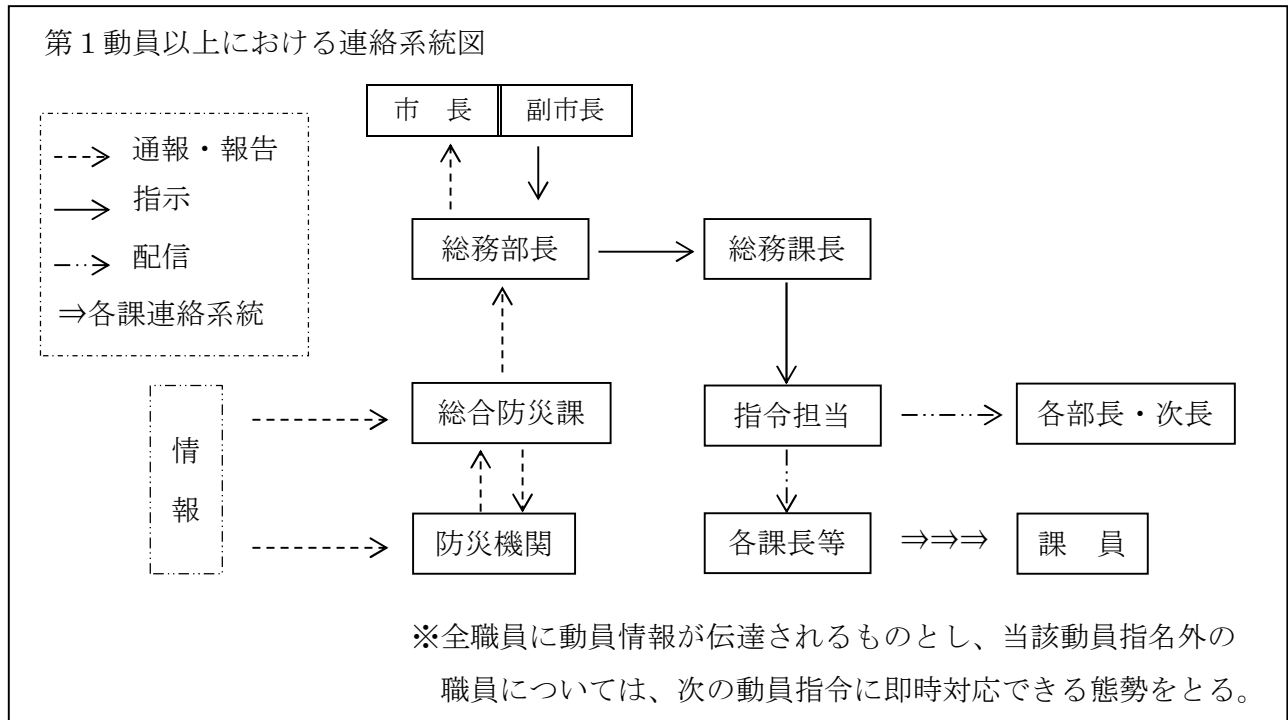 第１動員以上における連絡系統図
市　長
副市長
通報・報告
指示
配信
⇒各課連絡系統
総務部長
総務課長
情
報
総合防災課
指令担当
各部長・次長
防災機関
各課長等
⇒⇒⇒
課　員
※全職員に動員情報が伝達されるものとし、当該動員指名外の
職員については、次の動員指令に即時対応できる態勢をとる。